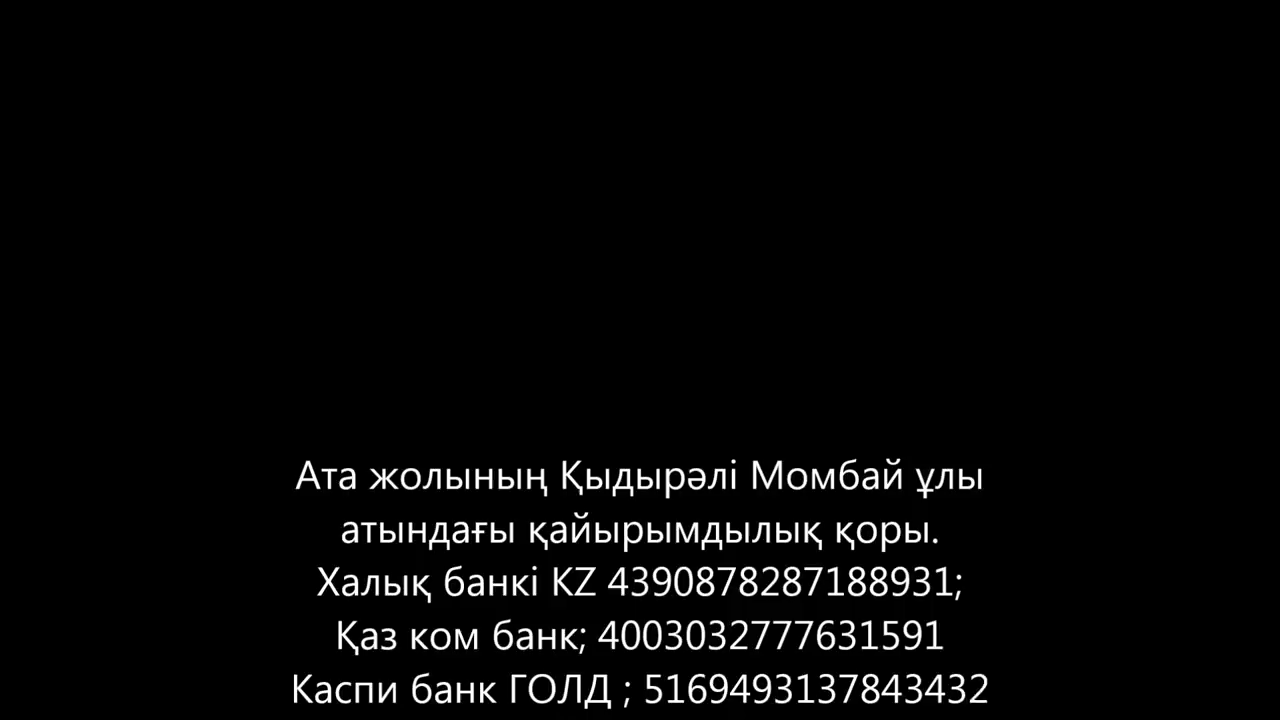 Ата жолының Қыдырәлі Момбай ұлы
атындағы қайырымдылық қоры.
Халық банкі KZ 4390878287188931;
Қаз ком банк; 4003032777631591
Каспи банк ГОЛД ; 5169493137843432